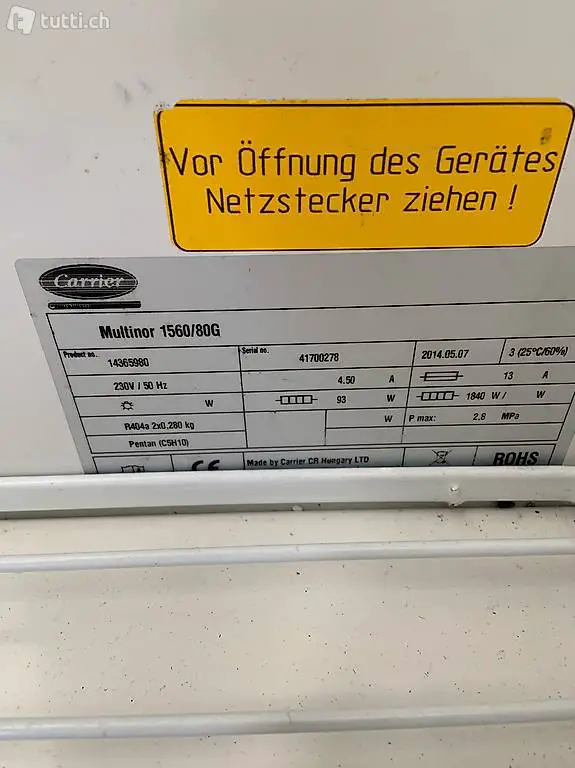 tutti.ch
Vor Öffnung des Gerätes
Netzstecker ziehen !
Carrier
Multinor 1560/80G
Product no. 14365980 Serial no. 41700278 2014.05.07 3 (25°C/60%)
230V / 50 Hz 4.50 A 13 A
W 93 W 1840 W / W
R404a 2x0,280 kg W P max: 2.8 MPa
Pentan (C5H10)
CE Made by Carrier CR Hungary LTD ROHS